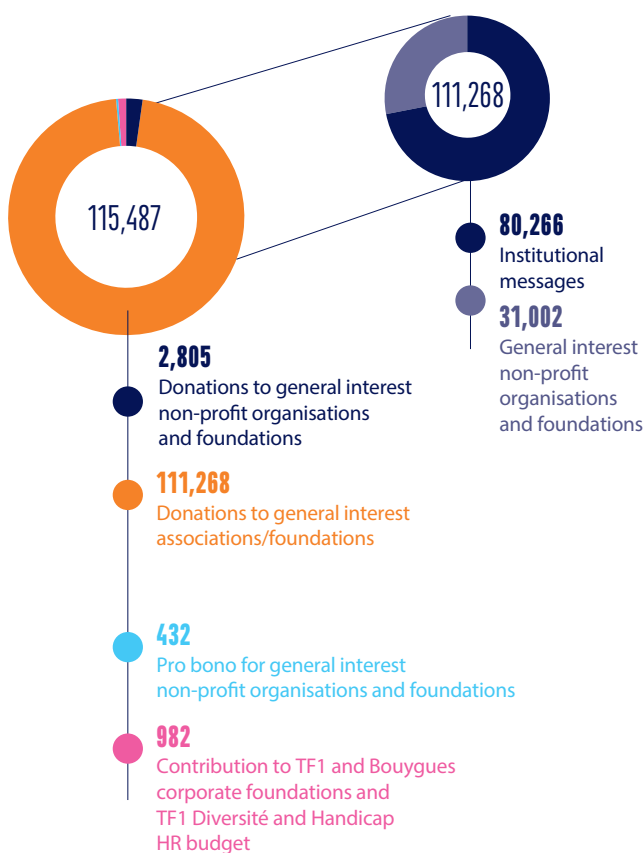 115,487
111,268
80,266
Institutional
messages
31,002
General interest
non-profit
organisations
and foundations
2,805
Donations to general interest
non-profit organisations
and foundations
111,268
Donations to general interest
associations/foundations
432
Pro bono for general interest
non-profit organisations and foundations
982
Contribution to TF1 and Bouygues
corporate foundations and
TF1 Diversité and Handicap
HR budget